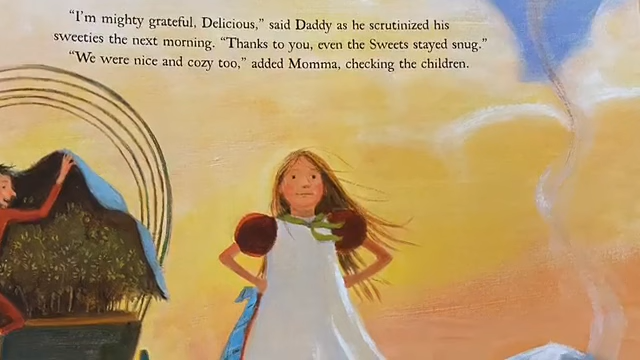 “I’m mighty grateful, Delicious,” said Daddy as he scrutinized his
sweeties the next morning. “Thanks to you, even the Sweets stayed snug.”
“We were nice and cozy too,” added Momma, checking the children.